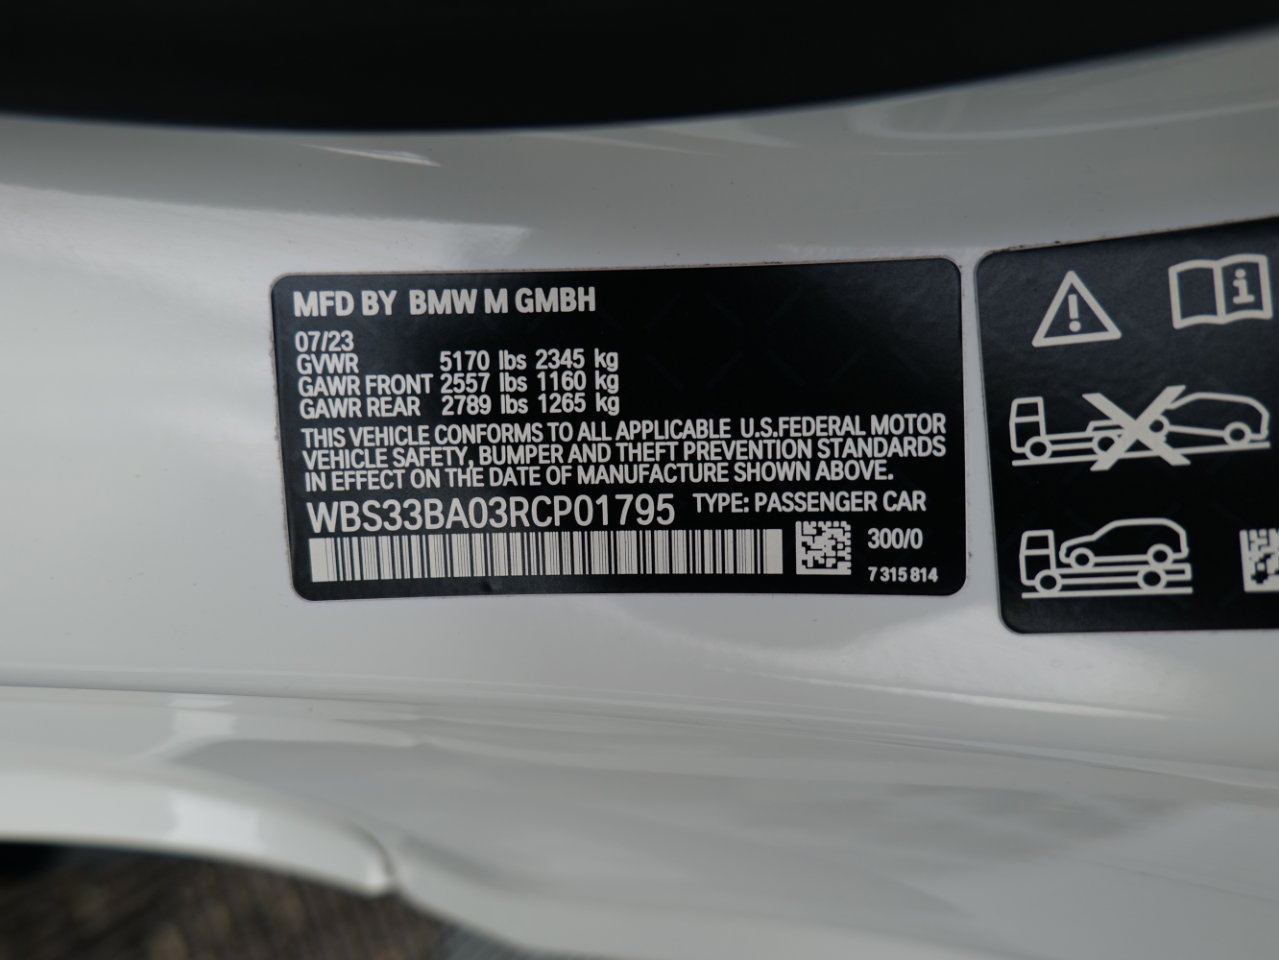 MFD BY BMW M GMBH
07/23
GVWR 5170 lbs 2345 kg
GAWR FRONT 2557 lbs 1160 kg
GAWR REAR 2789 lbs 1265 kg
THIS VEHICLE CONFORMS TO ALL APPLICABLE U.S.FEDERAL MOTOR
VEHICLE SAFETY, BUMPER AND THEFT PREVENTION STANDARDS
IN EFFECT ON THE DATE OF MANUFACTURE SHOWN ABOVE.
WBS33BA03RCP01795 TYPE: PASSENGER CAR
300/0
7 315 814